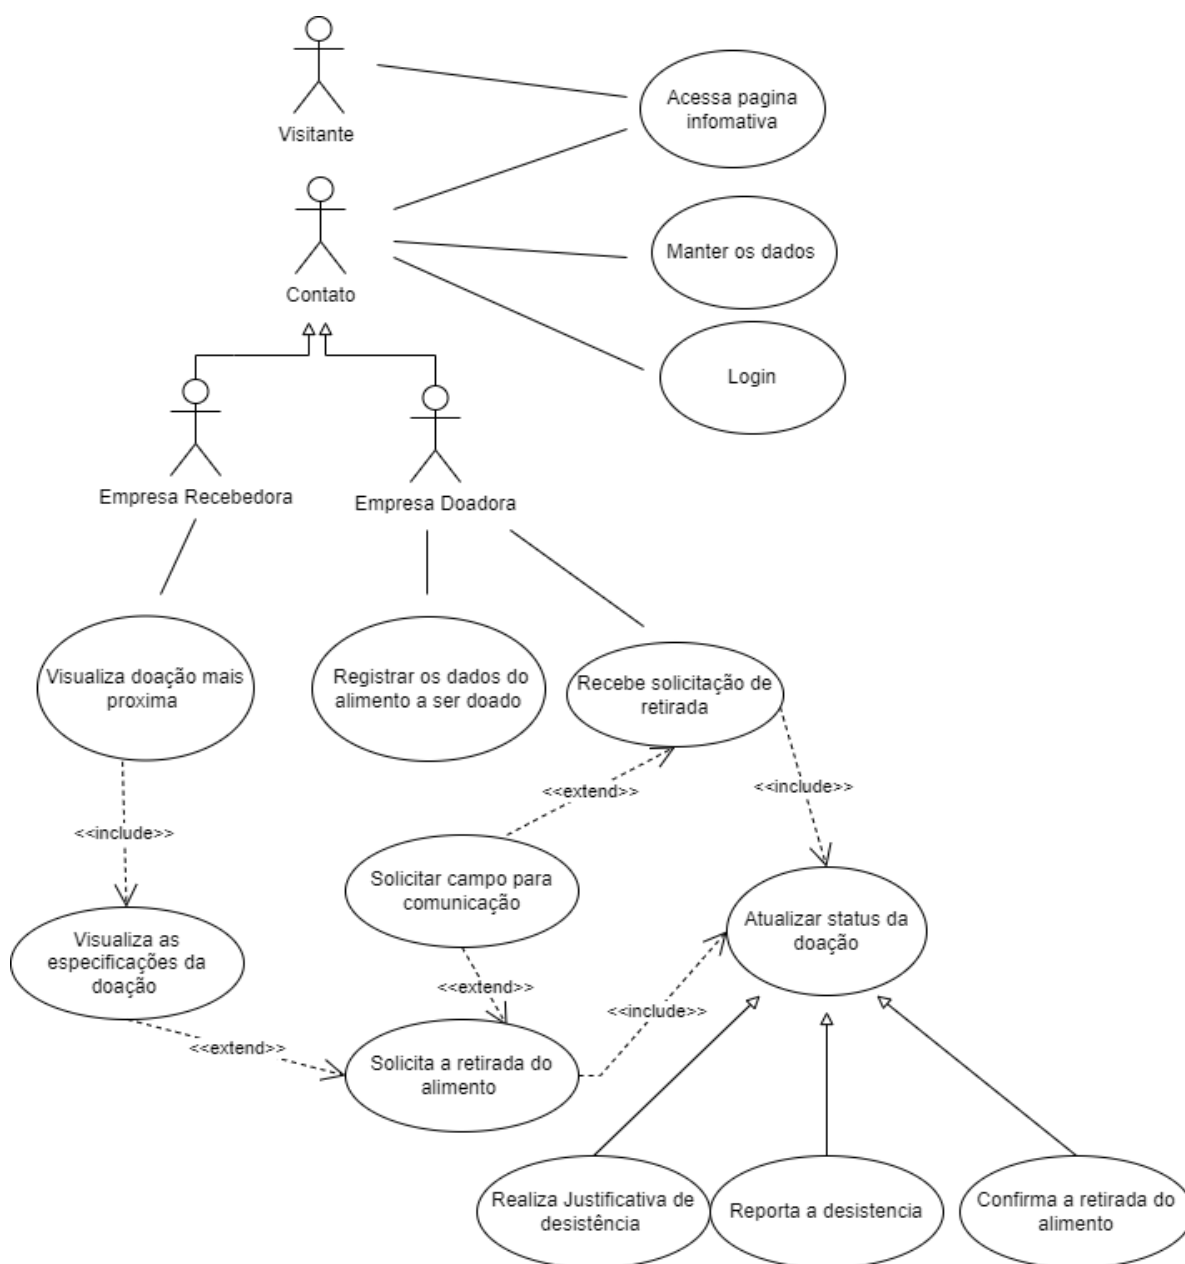 Visitante
Acessa pagina
infomativa
Contato
Manter os dados
Login
Empresa Recebedora
Empresa Doadora
Visualiza doação mais
proxima
Registrar os dados do
alimento a ser doado
Recebe solicitação de
retirada
<<extend>>
<<include>>
<<include>>
Solicitar campo para
comunicação
Atualizar status da
doação
Visualiza as
especificações da
doação
<<extend>>
<<include>>
<<extend>>
Solicita a retirada do
alimento
Realiza Justificativa de
desistência
Reporta a desistencia
Confirma a retirada do
alimento